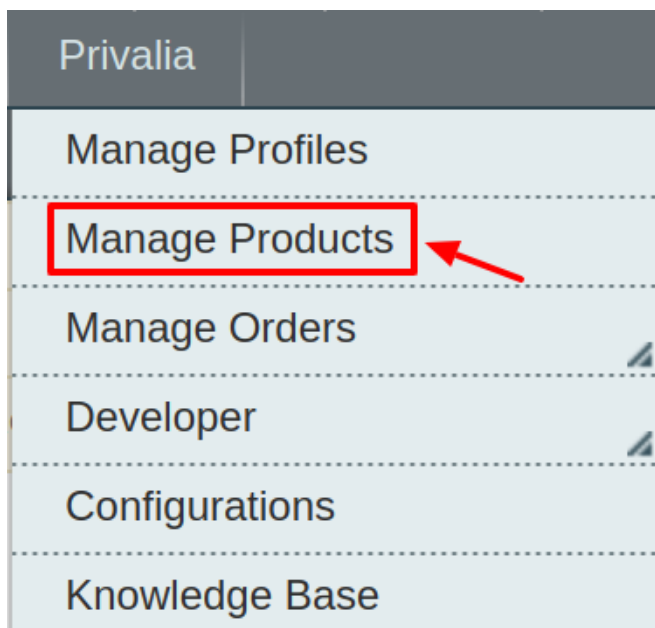 Privalia
Manage Profiles
Manage Products
Manage Orders
Developer
Configurations
Knowledge Base